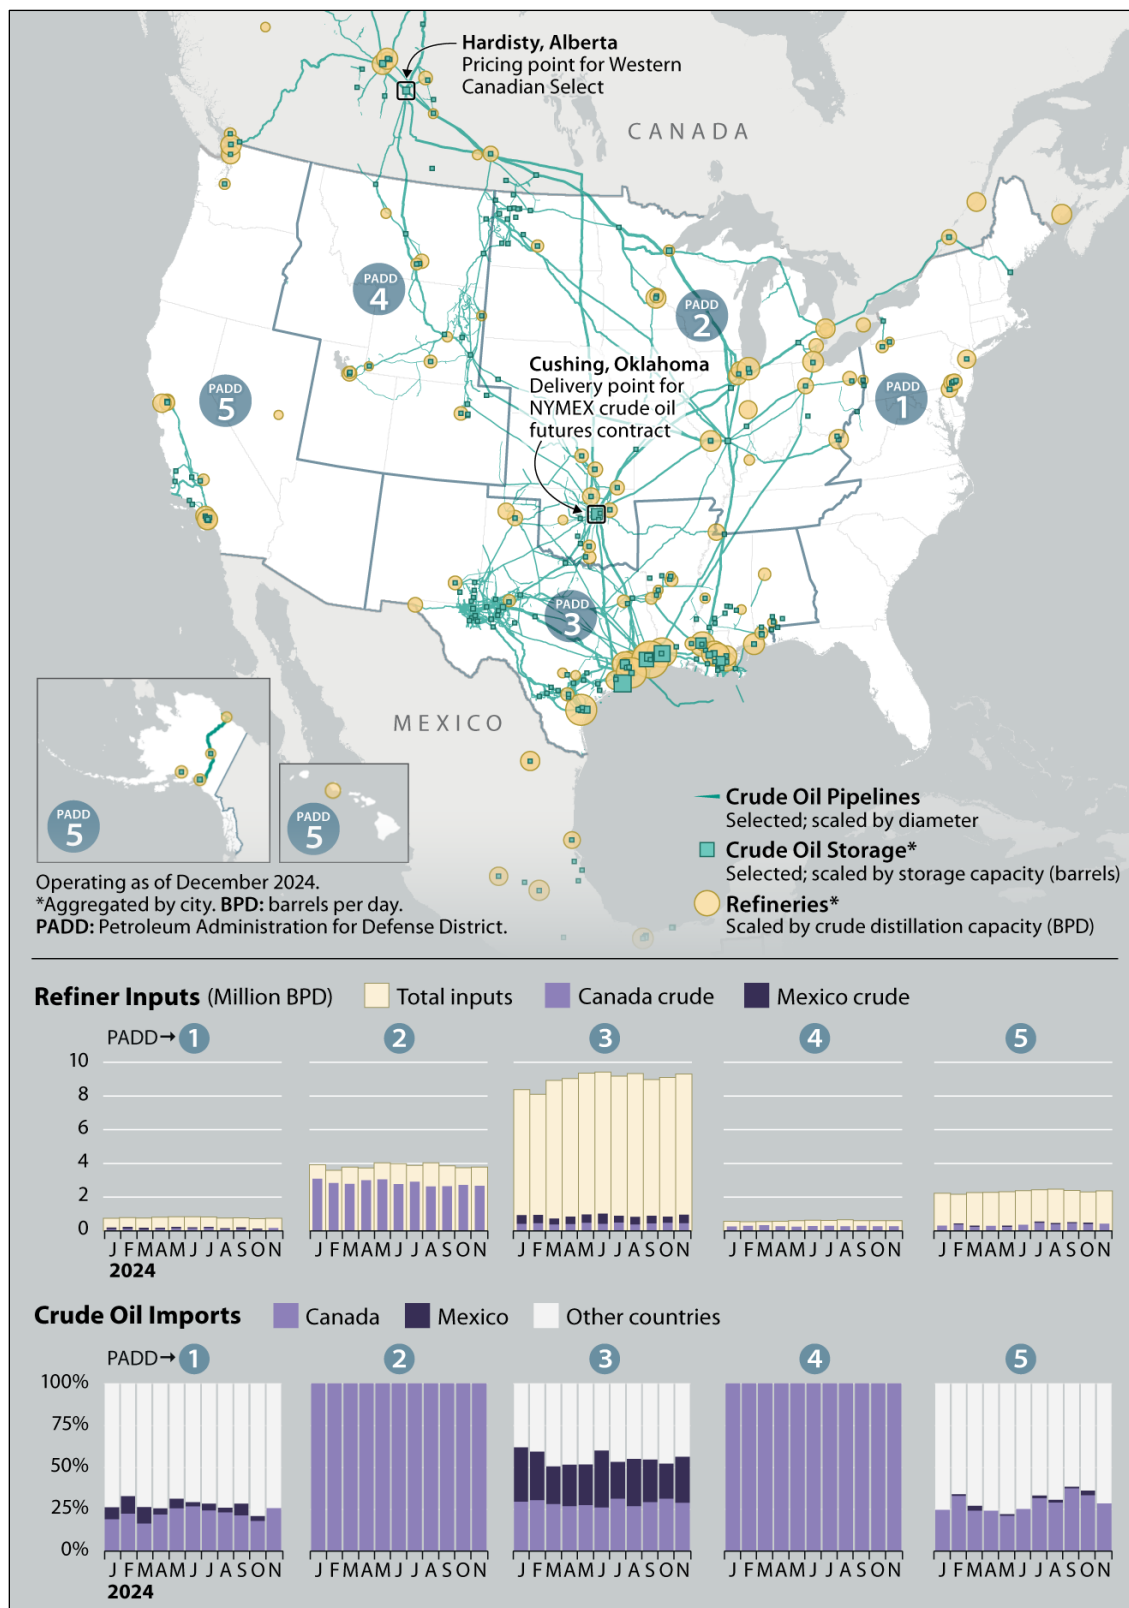 Hardisty, Alberta
Pricing point for Western
Canadian Select
CANADA
PADD
4
PADD
2
Cushing, Oklahoma
Delivery point for
NYMEX crude oil
futures contract
PADD
5
PADD
1
PADD
3
MEXICO
PADD
5
PADD
5
Crude Oil Pipelines
Selected; scaled by diameter
Crude Oil Storage*
Selected; scaled by storage capacity (barrels)
Refineries*
Scaled by crude distillation capacity (BPD)
Operating as of December 2024.
*Aggregated by city. BPD: barrels per day.
PADD: Petroleum Administration for Defense District.
Refiner Inputs (Million BPD) Total inputs Canada crude Mexico crude
PADD→ 1 2 3 4 5
10
8
6
4
2
0
J F M A M J J A S O N J F M A M J J A S O N J F M A M J J A S O N J F M A M J J A S O N J F M A M J J A S O N
2024
Crude Oil Imports Canada Mexico Other countries
PADD→ 1 2 3 4 5
100%
75%
50%
25%
0%
J F M A M J J A S O N J F M A M J J A S O N J F M A M J J A S O N J F M A M J J A S O N J F M A M J J A S O N
2024